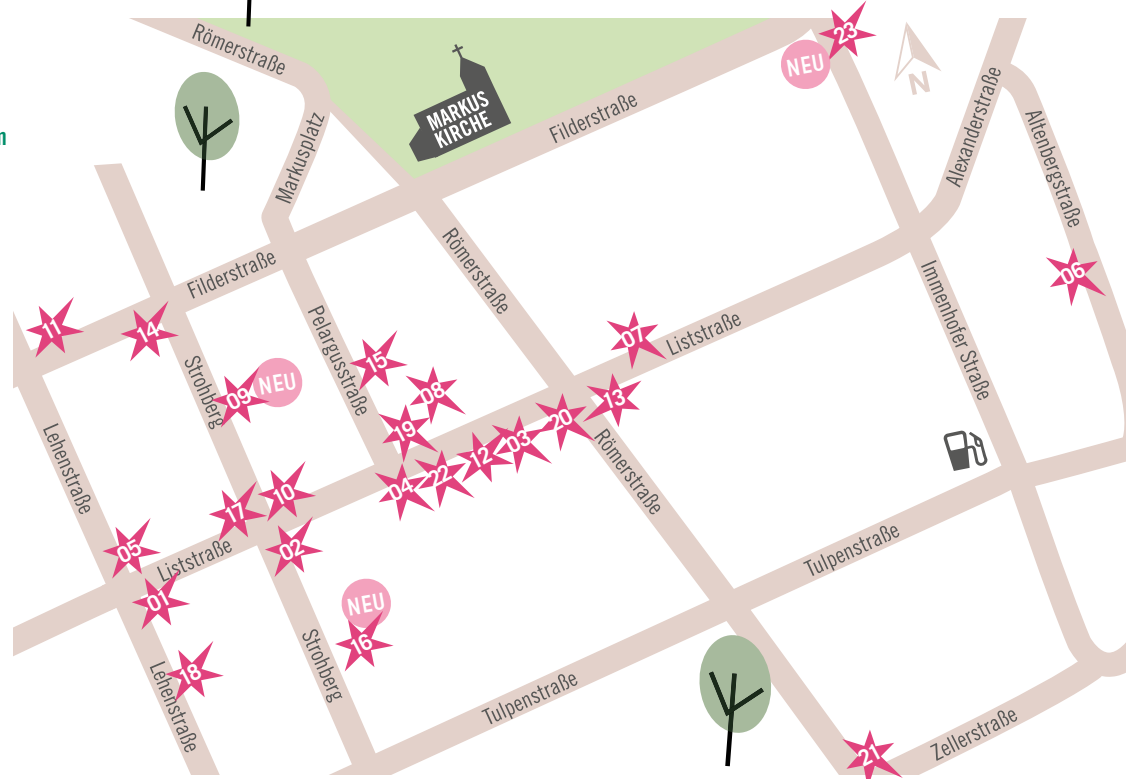 Römerstraße
23
NEU
N
MARKUS
KIRCHE
Filderstraße
Alexanderstraße
Altenbergstraße
n
Markusplatz
Römerstraße
Filderstraße
06
Immenhofer Straße
11
14
Pelargusstraße
15
07
Liststraße
Strohberg
09
NEU
08
13
20
19
03
12
22
04
Lehenstraße
10
17
Römerstraße
05
02
Liststraße
01
Tulpenstraße
NEU
16
18
Strohberg
Lehenstraße
Tulpenstraße
Zellerstraße
21